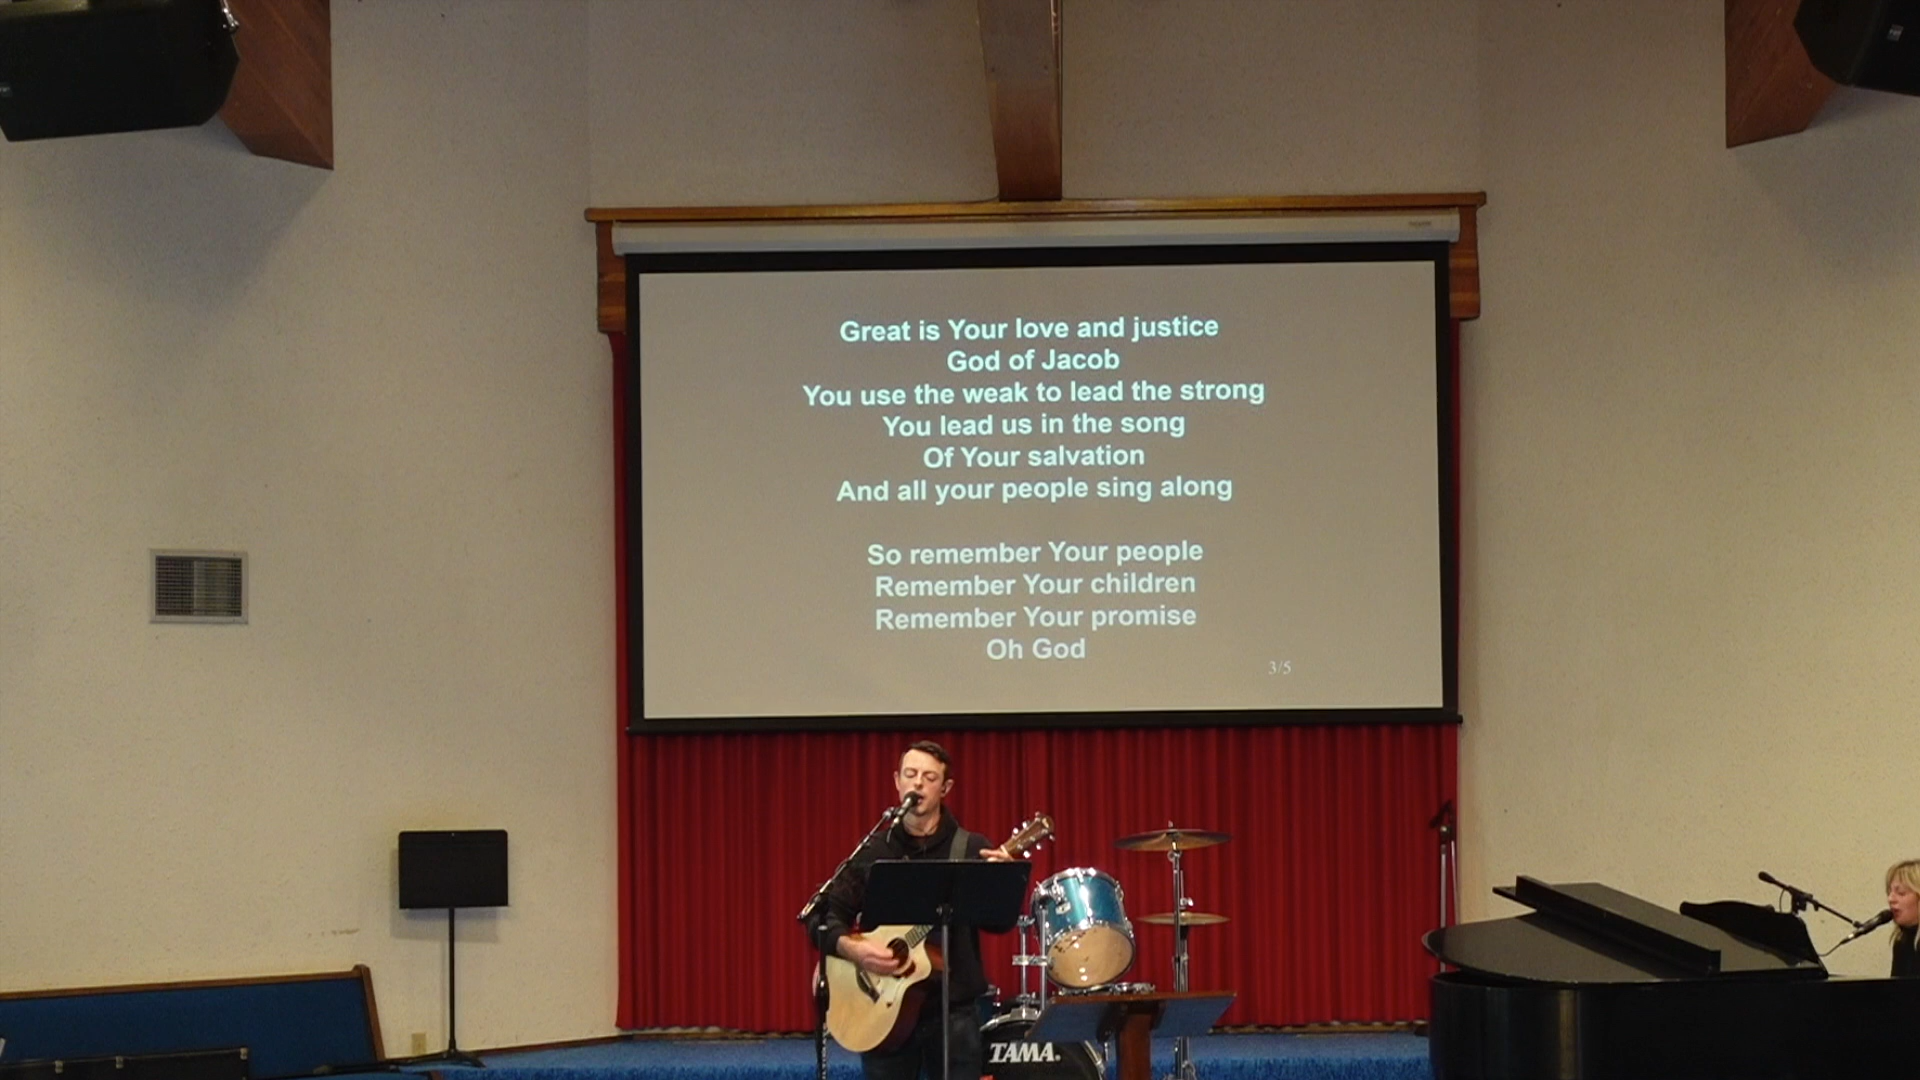 Great is Your love and justice
God of Jacob
You use the weak to lead the strong
You lead us in the song
Of Your salvation
And all your people sing along
So remember Your people
Remember Your children
Remember Your promise
Oh God
3/5
TAMA.